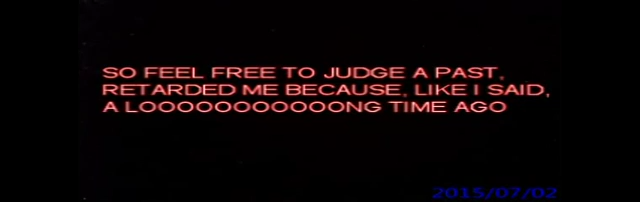 SO FEEL FREE TO JUDGE A PAST,
RETARDED ME BECAUSE, LIKE I SAID,
A LOOOOOOOOOOOONG TIME AGO
2015/07/02